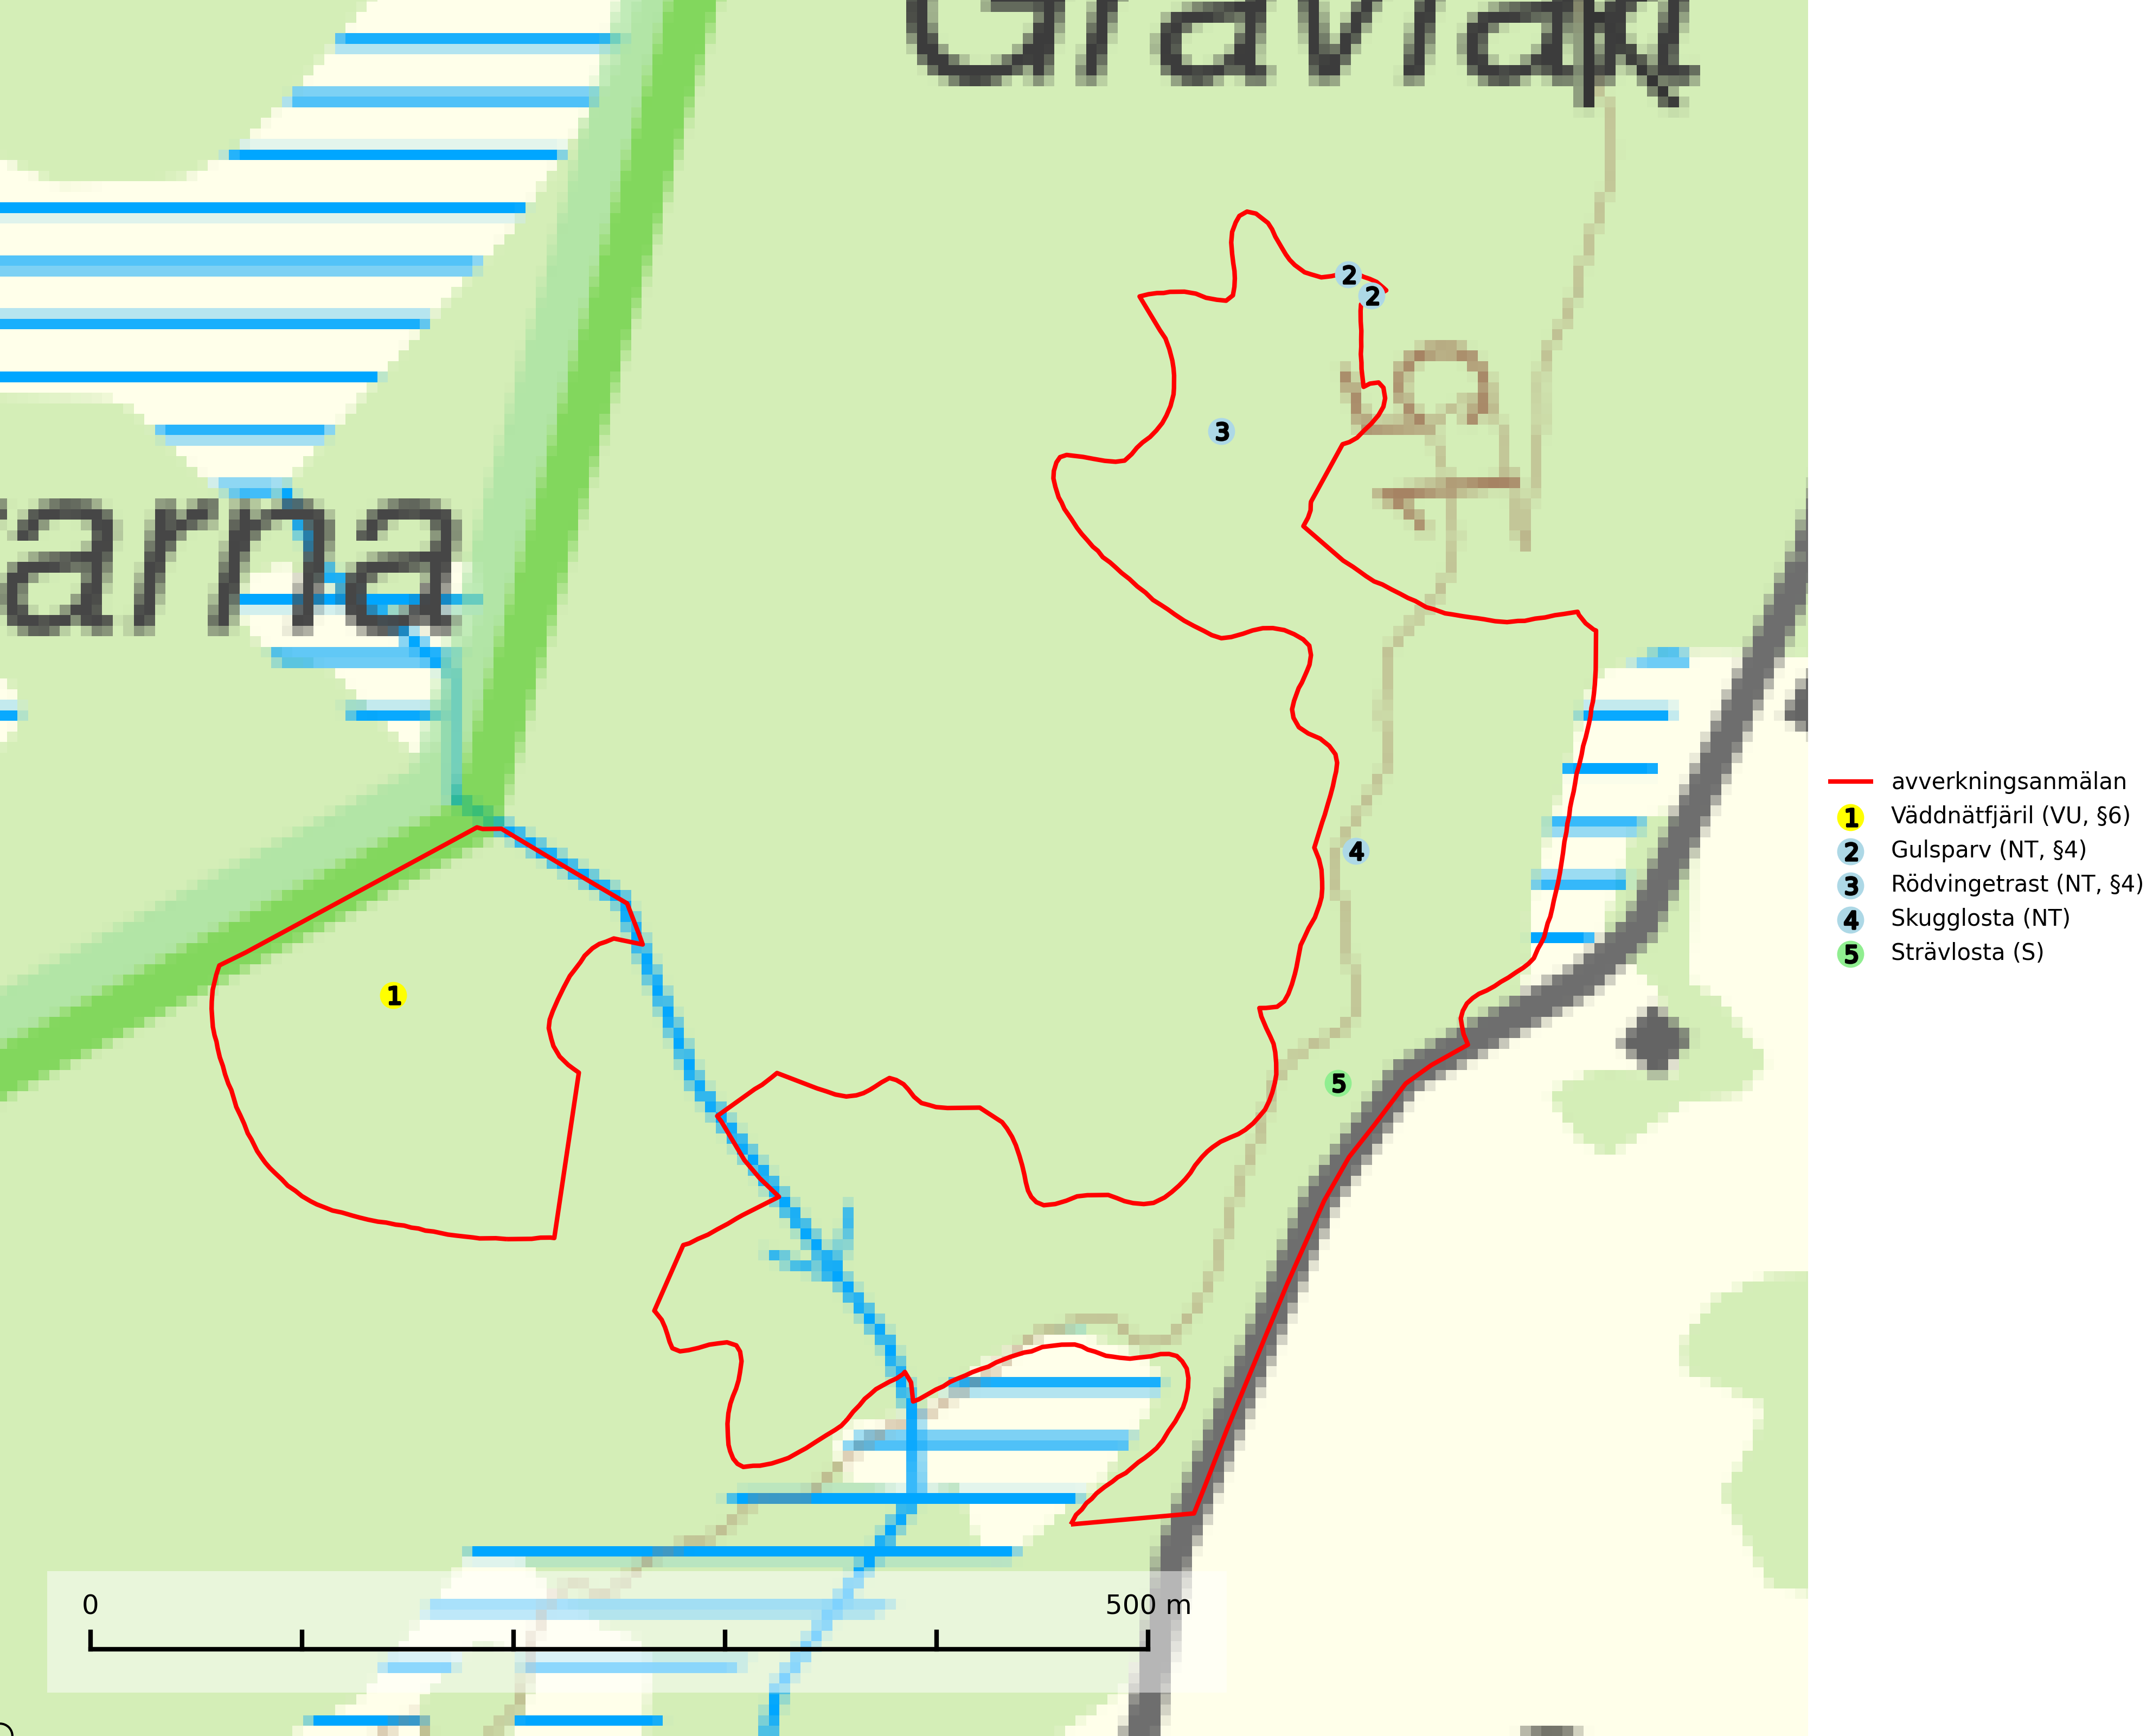 2
2
3
15
arna
4
1
5
avverkningsanmälan
1 Väddnätfjäril (VU, §6)
2 Gulsparv (NT, §4)
3 Rödvingetrast (NT, §4)
4 Skugglosta (NT)
5 Strävlosta (S)
0 500 m